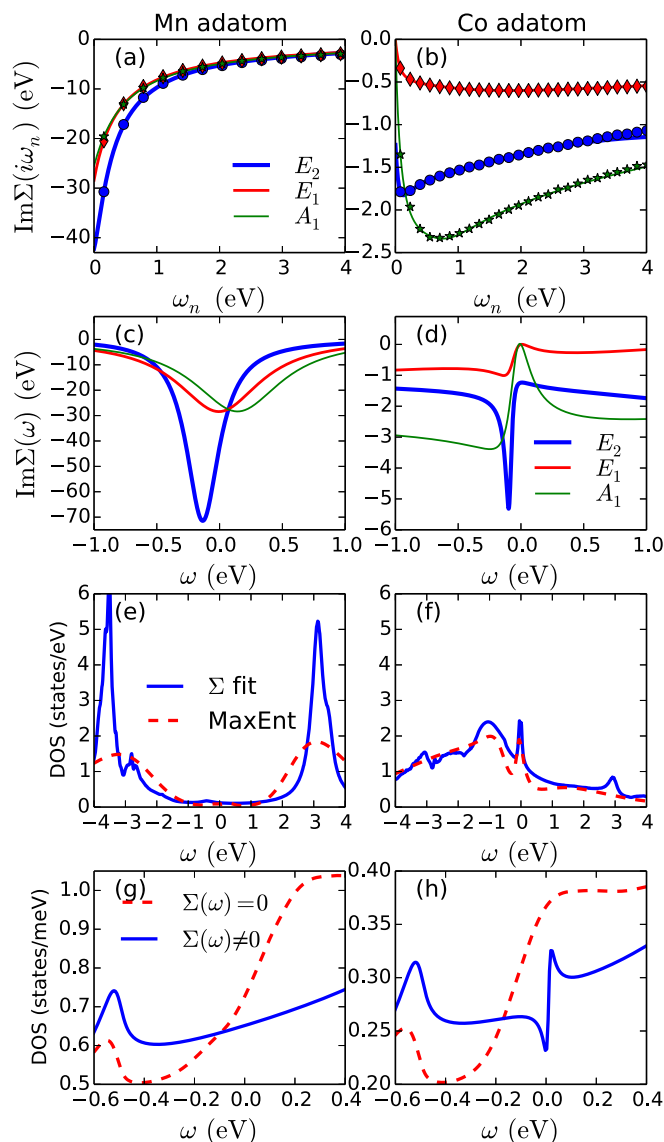 Mn adatom
Co adatom
(a)
0
−10
−20
−30
−40
ImΣ(iωn) (eV)
E2
E1
A1
0 1 2 3 4
ωn (eV)
(b)
0.0
−0.5
−1.0
−1.5
−2.0
−2.5
0 1 2 3 4
ωn (eV)
(c)
0
−10
−20
−30
−40
−50
−60
−70
ImΣ(ω) (eV)
−1.0 −0.5 0.0 0.5 1.0
ω (eV)
(d)
0
−1
−2
−3
−4
−5
−6
E2
E1
A1
−1.0 −0.5 0.0 0.5 1.0
ω (eV)
(e)
6
5
4
3
2
1
0
DOS (states/eV)
Σ fit
MaxEnt
−4 −3 −2 −1 0 1 2 3 4
ω (eV)
(f)
6
5
4
3
2
1
0
−4 −3 −2 −1 0 1 2 3 4
ω (eV)
(g)
1.0
0.9
0.8
0.7
0.6
0.5
DOS (states/meV)
Σ(ω)=0
Σ(ω)≠0
−0.6 −0.4 −0.2 0.0 0.2 0.4
ω (eV)
(h)
0.40
0.35
0.30
0.25
0.20
−0.6 −0.4 −0.2 0.0 0.2 0.4
ω (eV)